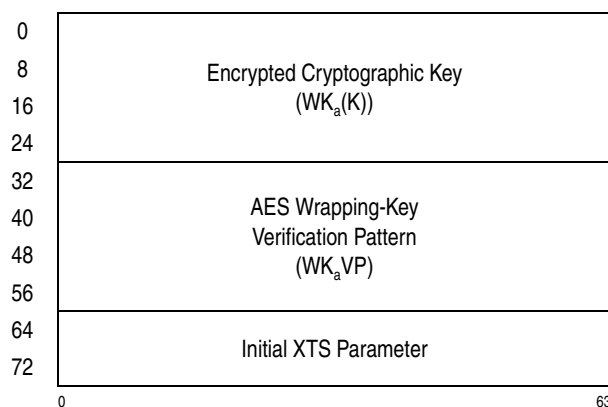 0
8
16
24
Encrypted Cryptographic Key
(WKa(K))
32
40
48
56
AES Wrapping-Key
Verification Pattern
(WKaVP)
64
72
Initial XTS Parameter
0
63